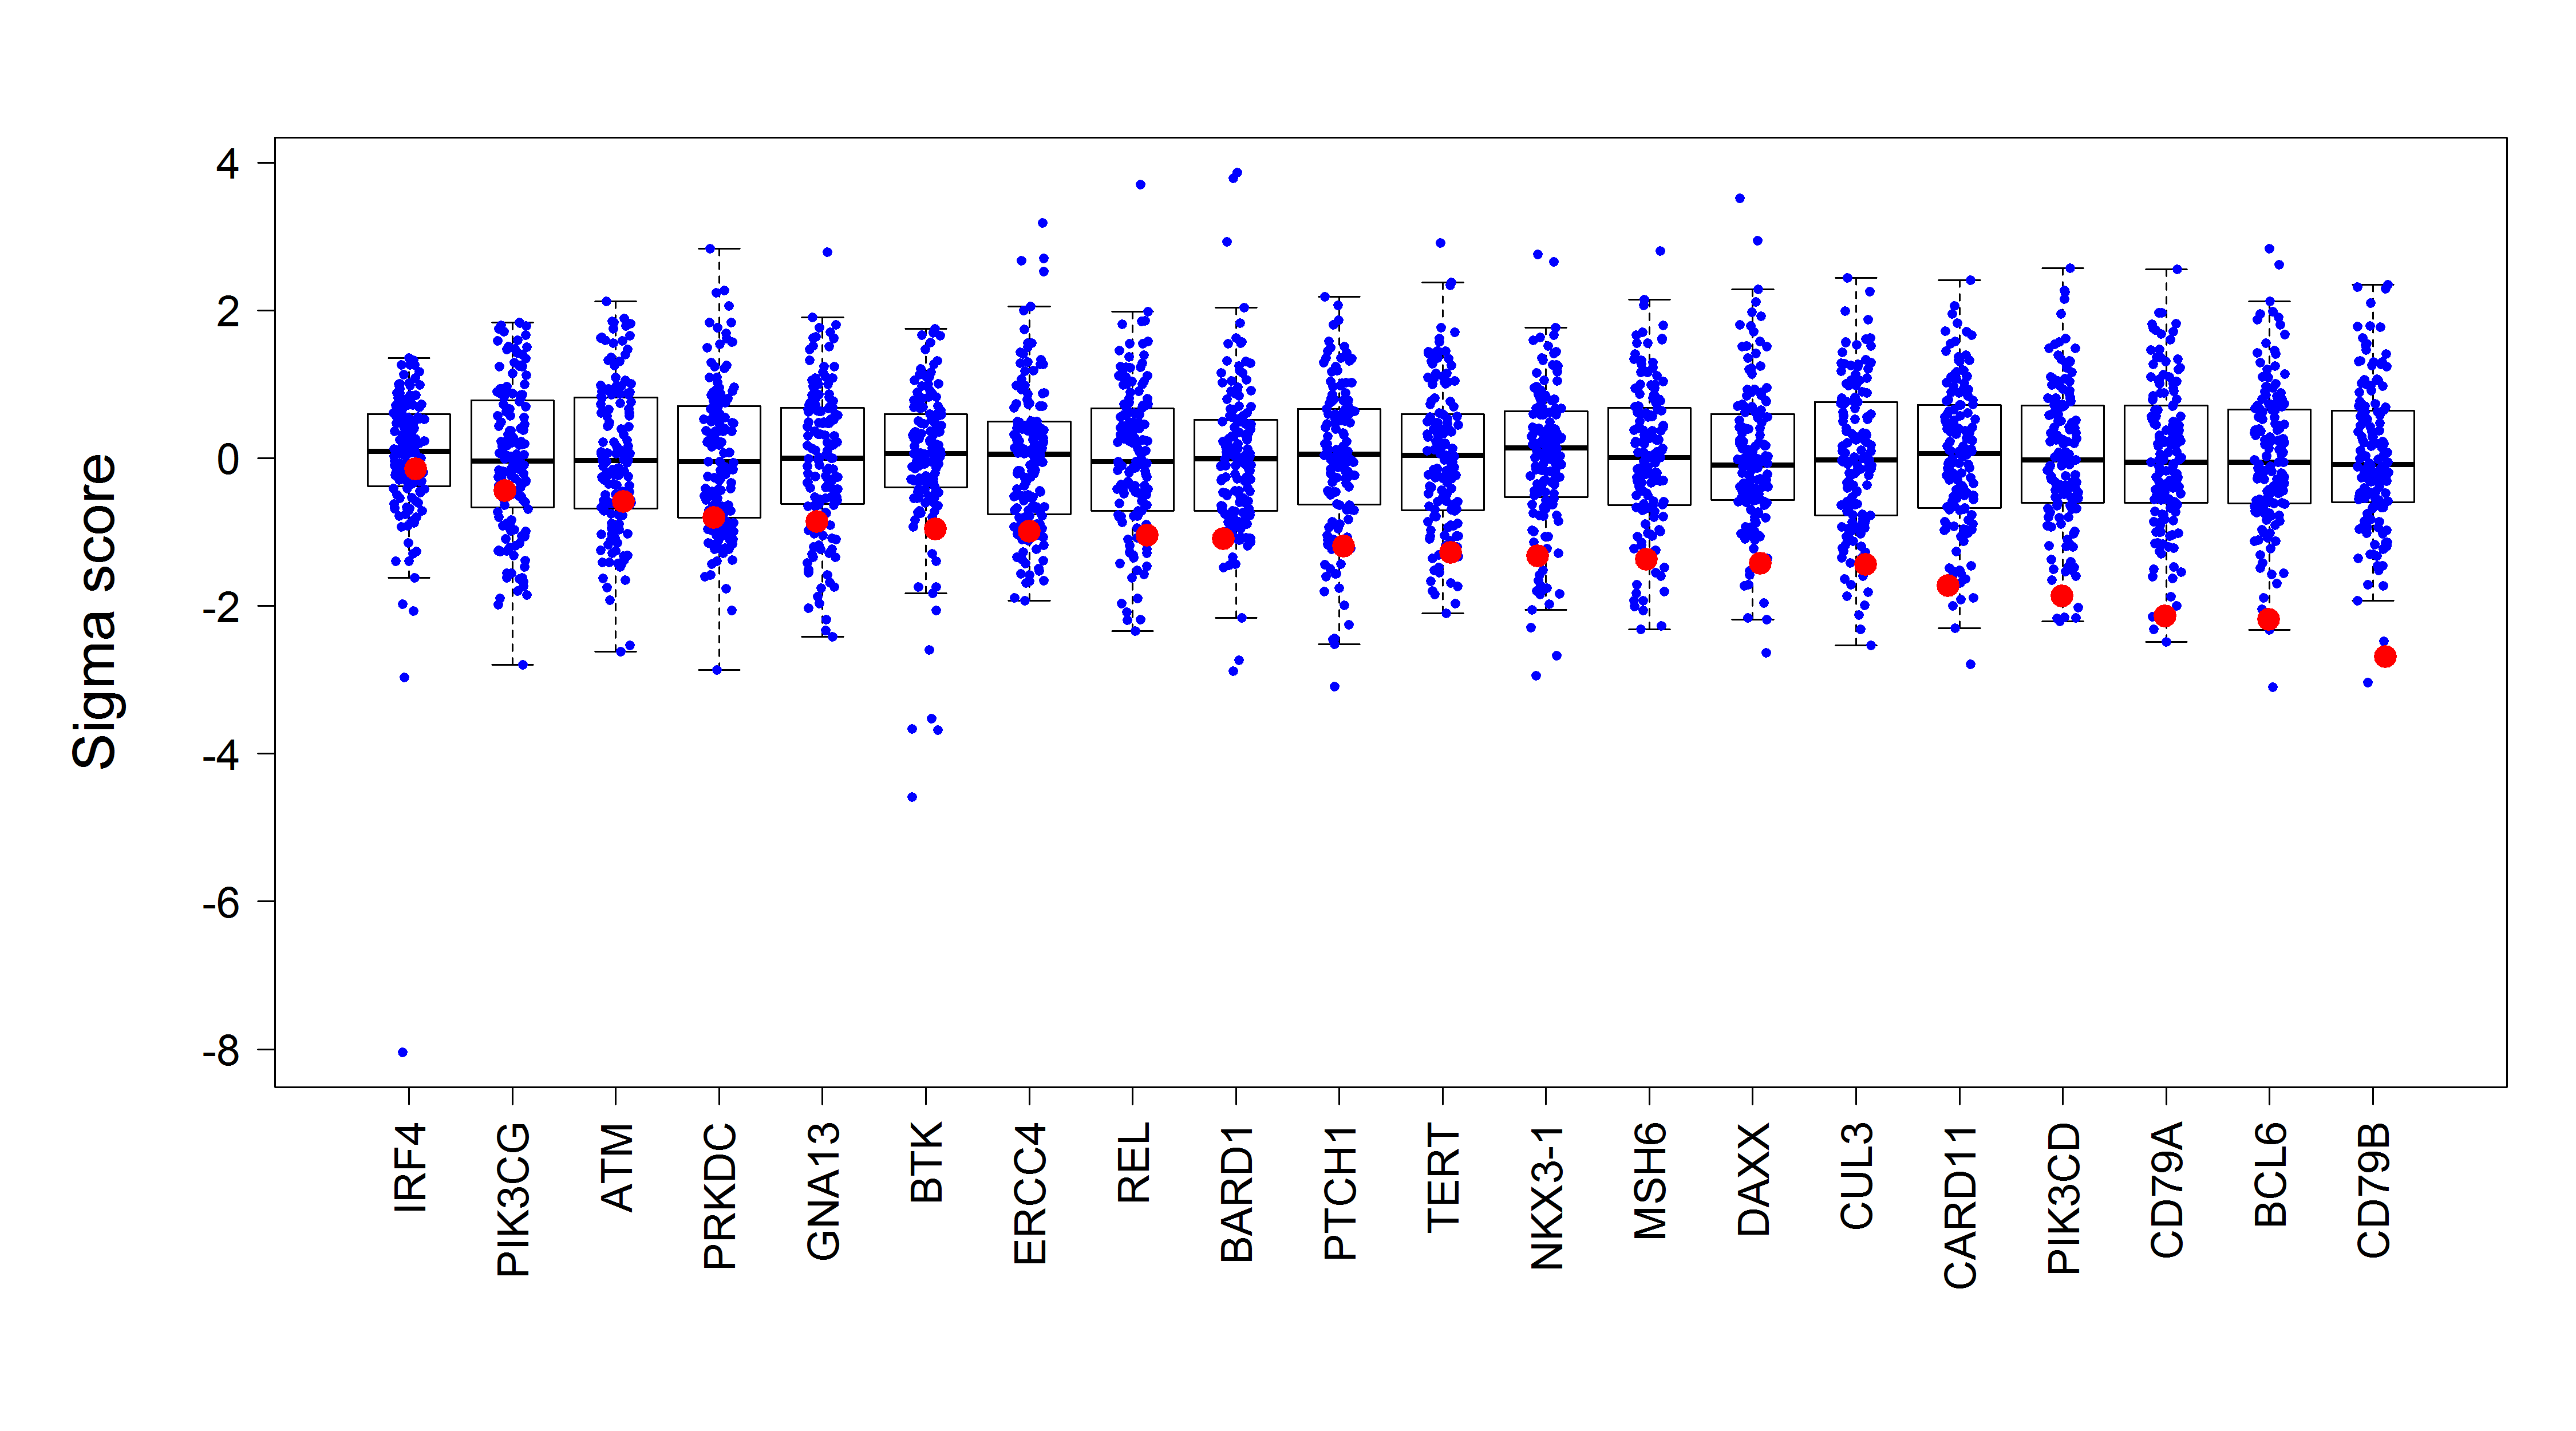 Sigma score
4
2
0
-2
-4
-6
-8
IRF4
PIK3CG
ATM
PRKDC
GNA13
BTK
ERCC4
REL
BARD1
PTCH1
TERT
NKX3-1
MSH6
DAXX
CUL3
CARD11
PIK3CD
CD79A
BCL6
CD79B